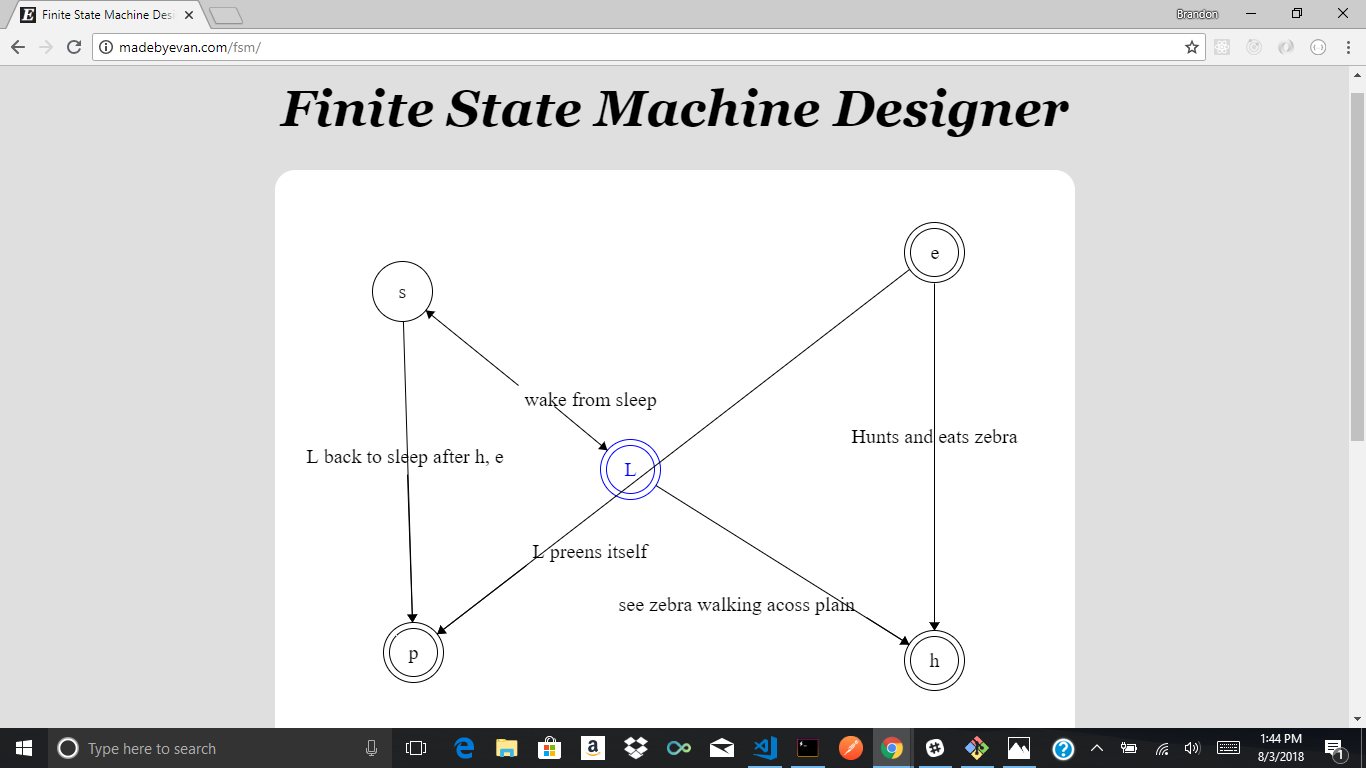 Finite State Machine Des
Brandon
madebyevan.com/fsm/
Finite State Machine Designer
e
s
wake from sleep
Hunts and eats zebra
L back to sleep after h, e
L
L preens itself
see zebra walking acoss plain
p
h
Type here to search
1:44 PM
8/3/2018
1